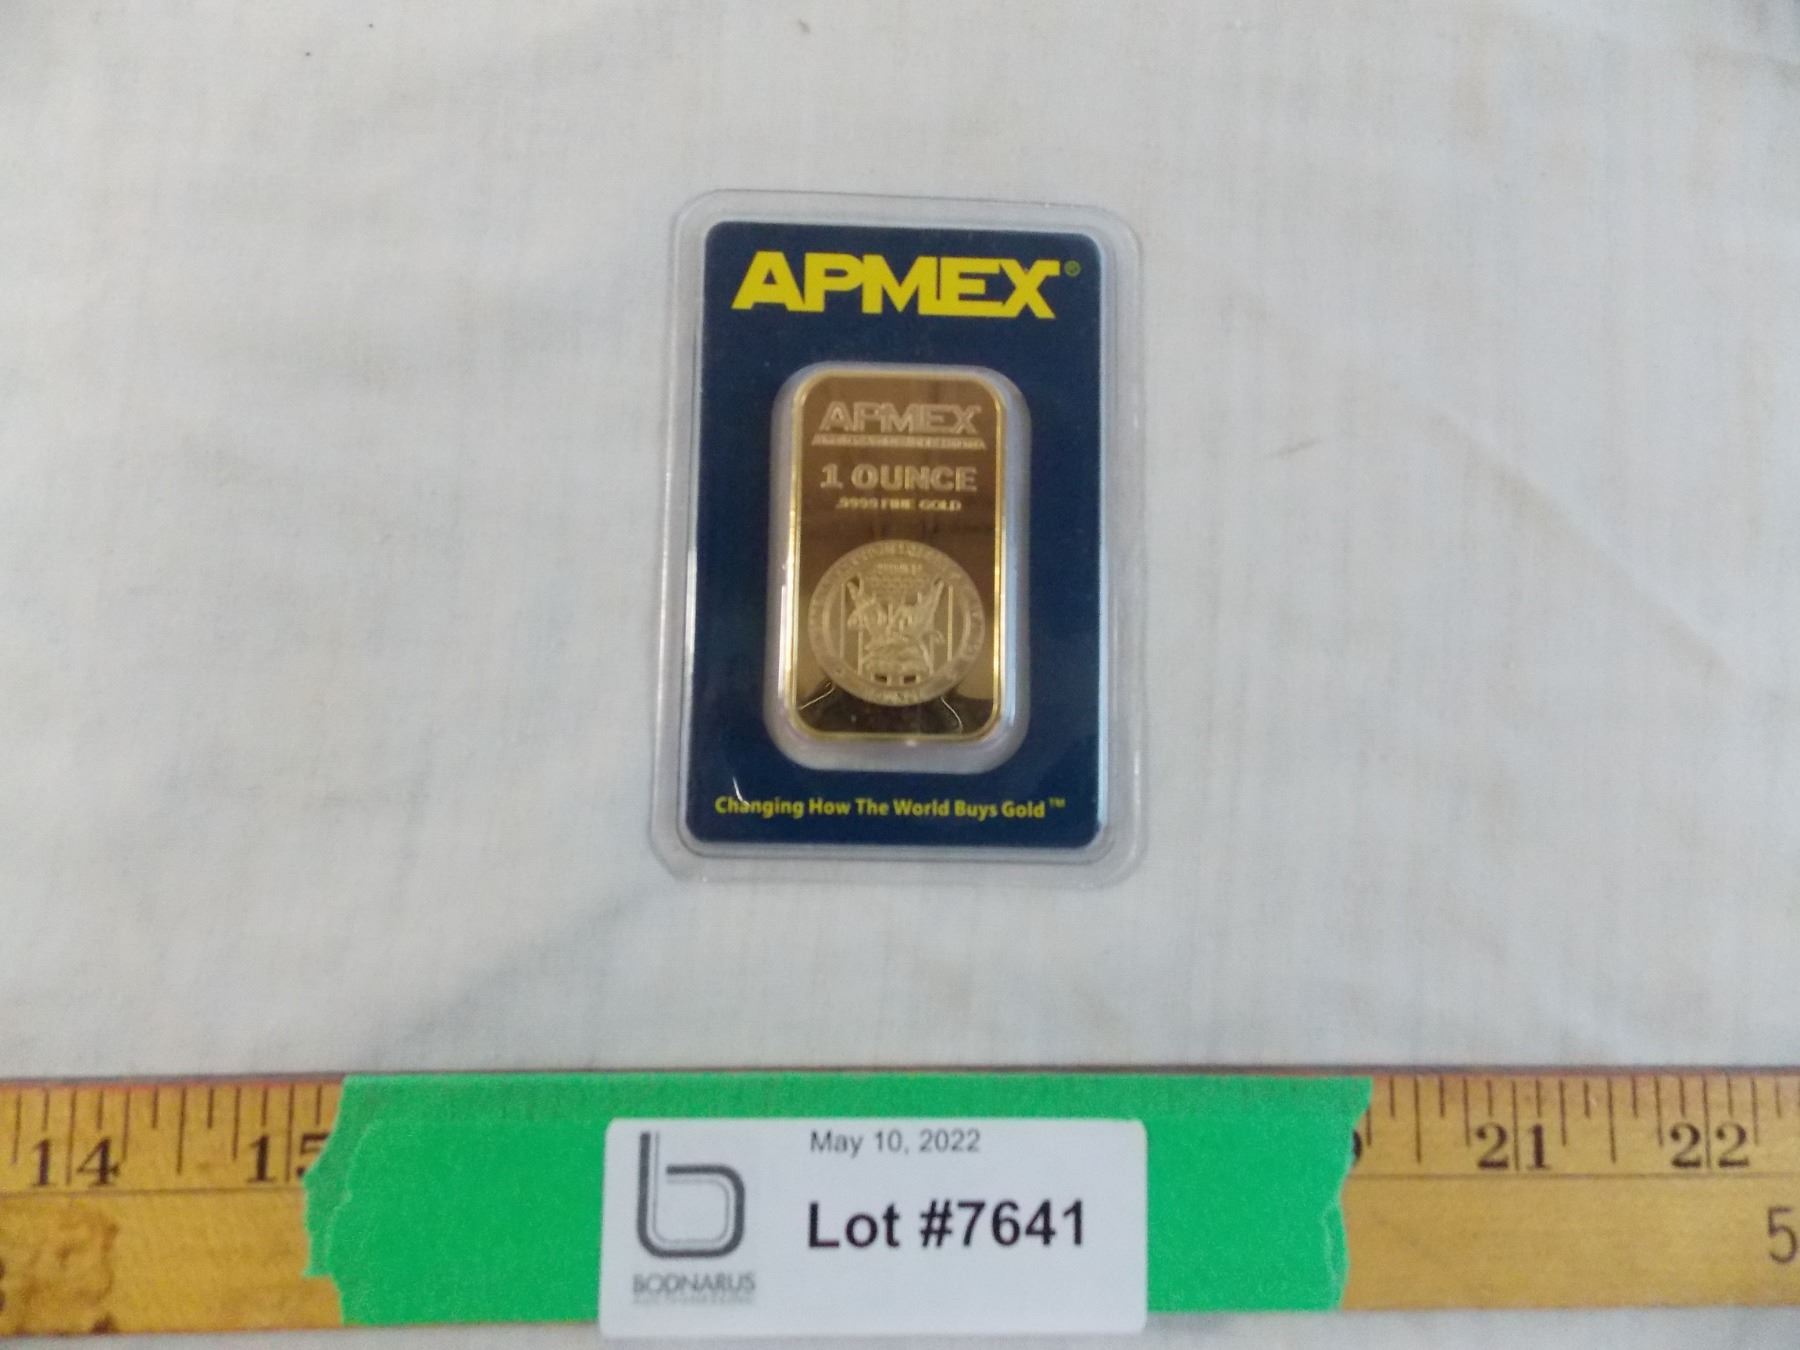 APMEX®
APMEX
1 OUNCE
.9999 FINE GOLD
Changing How The World Buys Gold™
14 15 21 22
5
May 10, 2022
Lot #7641
BODNARUS